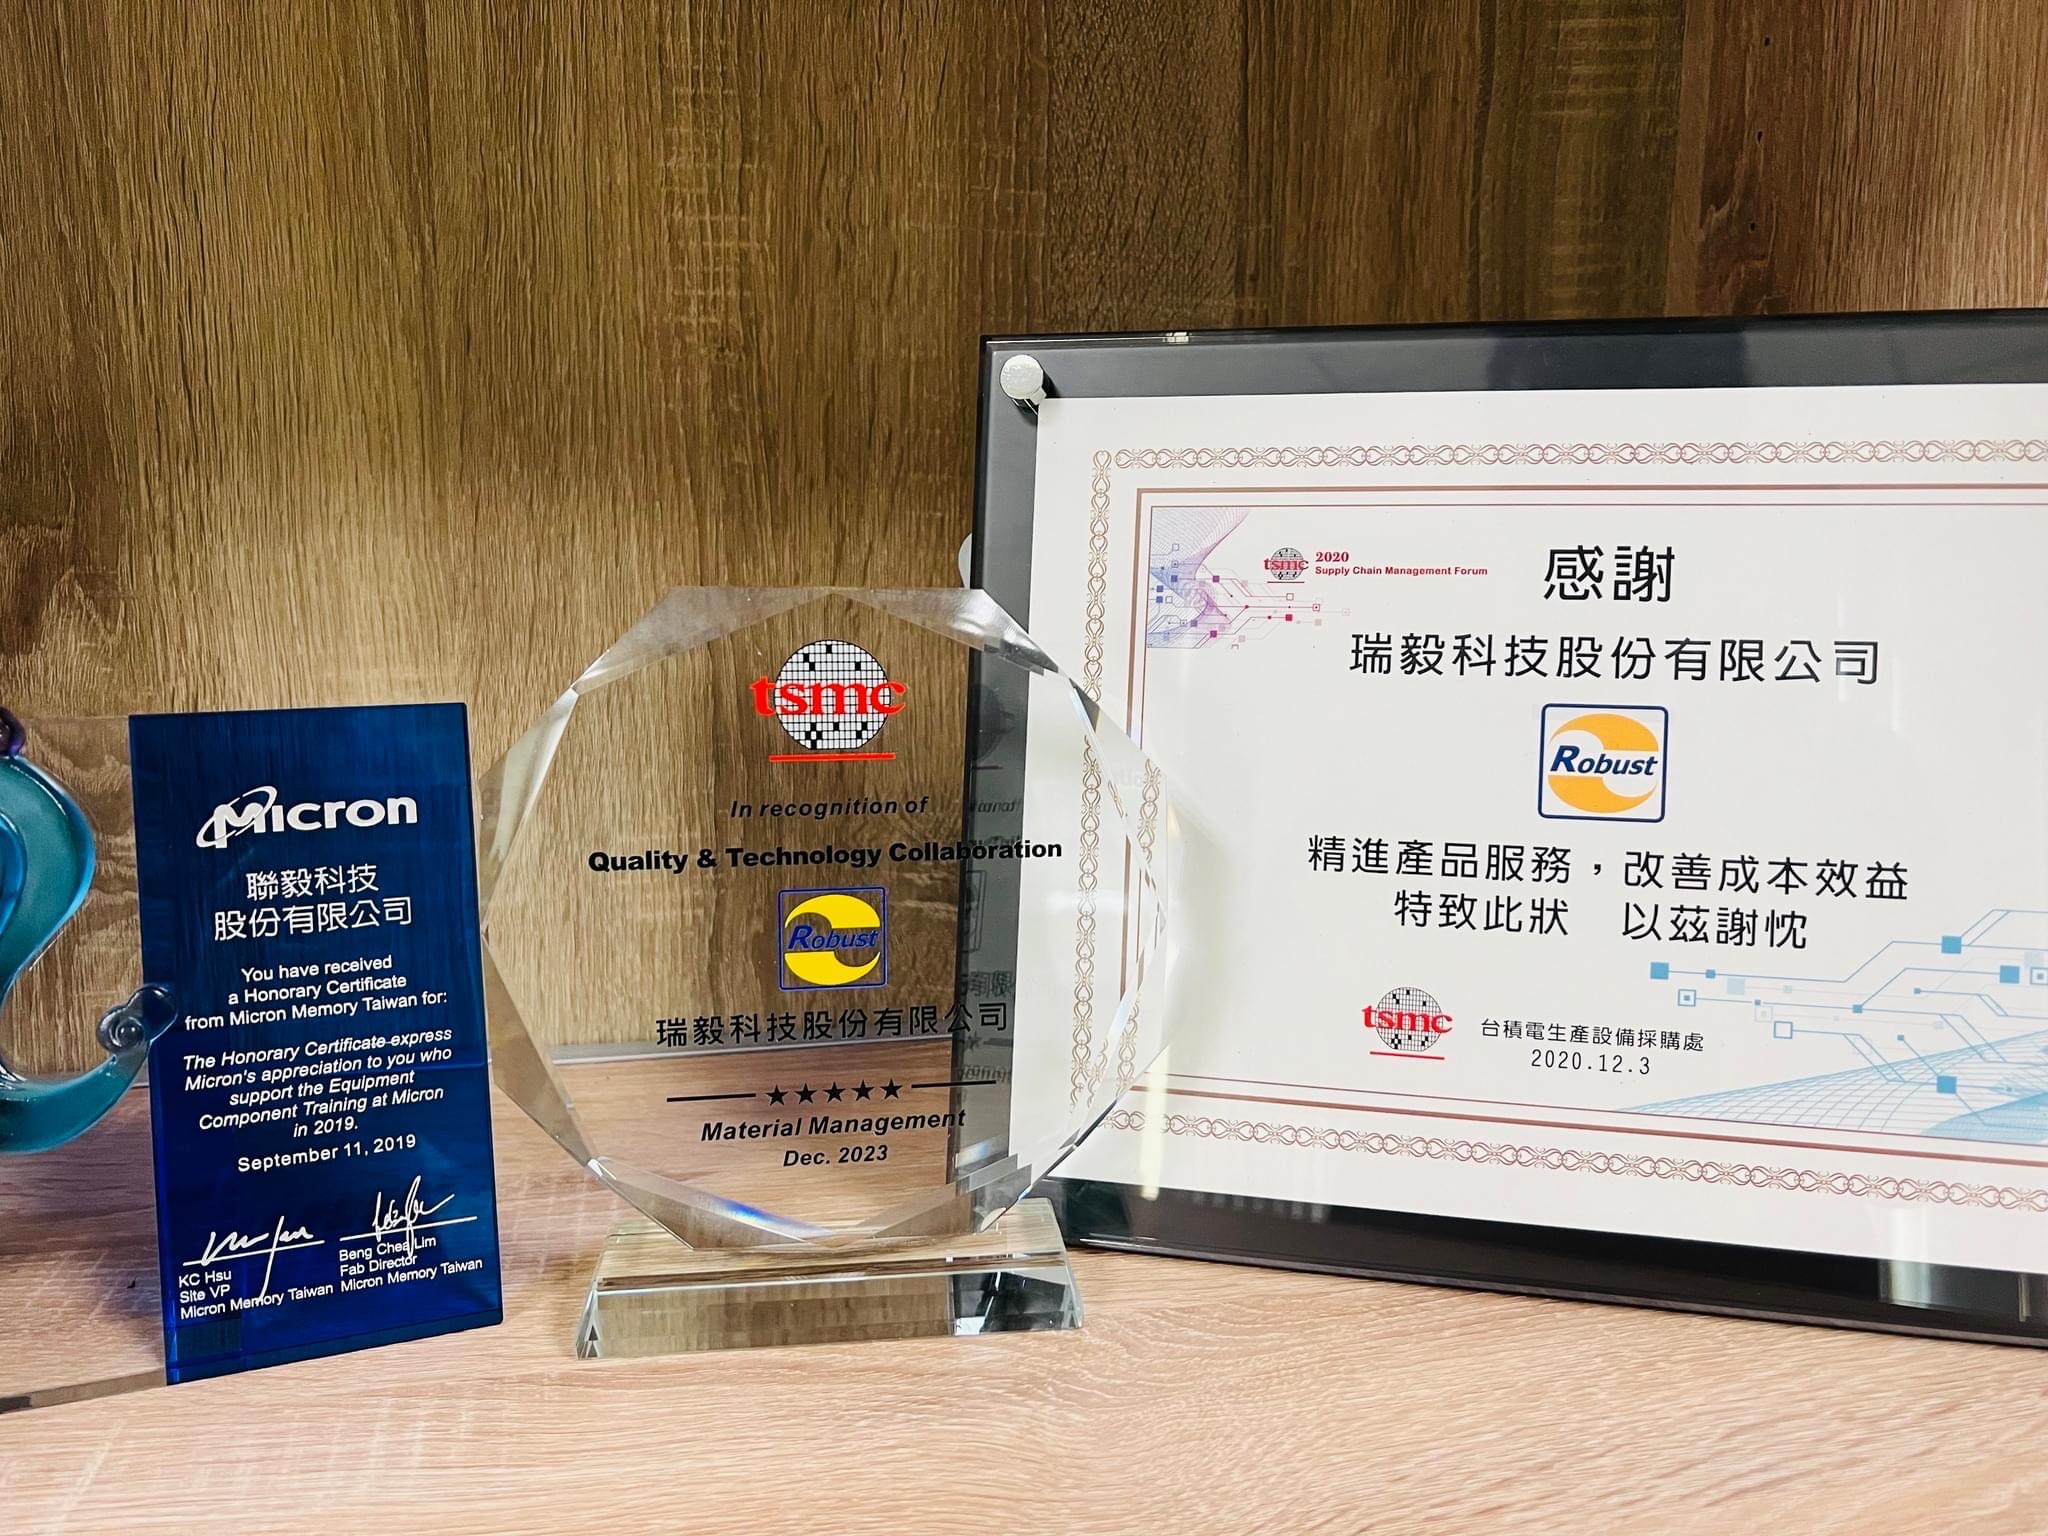 Micron
聯毅科技
股份有限公司
You have received
a Honorary Certificate
from Micron Memory Taiwan for:
The Honorary Certificate express
Micron's appreciation to you who
support the Equipment
Component Training at Micron
in 2019.
September 11, 2019
KC Hsu
Site VP
Micron Memory Taiwan
Beng Chea Lim
Fab Director
Micron Memory Taiwan
tsmc
In recognition of
Quality & Technology Collaboration
Robust
瑞毅科技股份有限公司
★★★★★
Material Management
Dec. 2023
tsmc
2020
Supply Chain Management Forum
感謝
瑞毅科技股份有限公司
Robust
精進產品服務，改善成本效益
特致此狀 以茲謝忱
tsmc
台積電生產設備採購處
2020.12.3